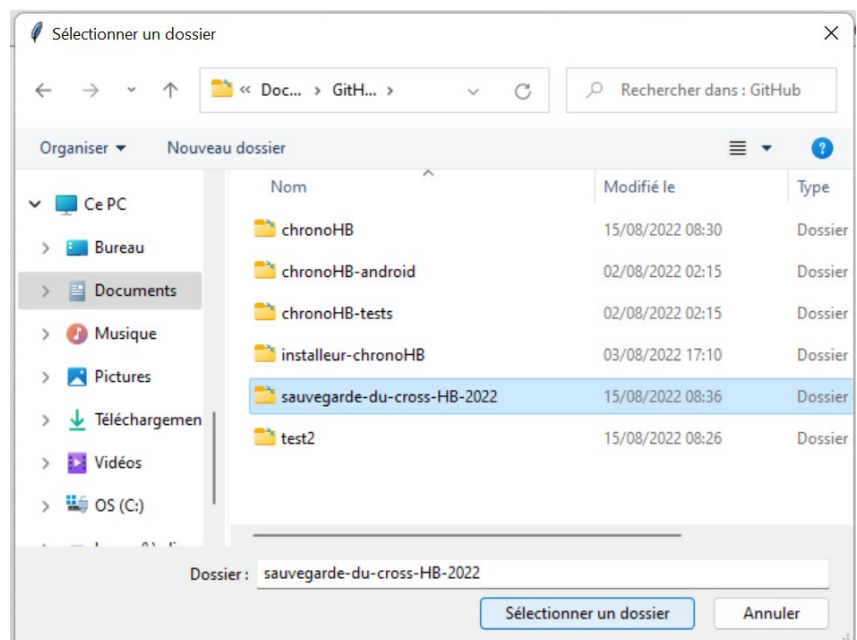 Sélectionner un dossier
« Doc... › GitH... ›
Rechercher dans : GitHub
Organiser
Nouveau dossier
?
Nom Modifié le Type
Ce PC
Bureau
Documents
Musique
Pictures
Téléchargemen
Vidéos
OS (C:)
chronoHB 15/08/2022 08:30 Dossier
chronoHB-android 02/08/2022 02:15 Dossier
chronoHB-tests 02/08/2022 02:15 Dossier
installeur-chronoHB 03/08/2022 17:10 Dossier
sauvegarde-du-cross-HB-2022 15/08/2022 08:36 Dossier
test2 15/08/2022 08:26 Dossier
Dossier : sauvegarde-du-cross-HB-2022
Sélectionner un dossier
Annuler